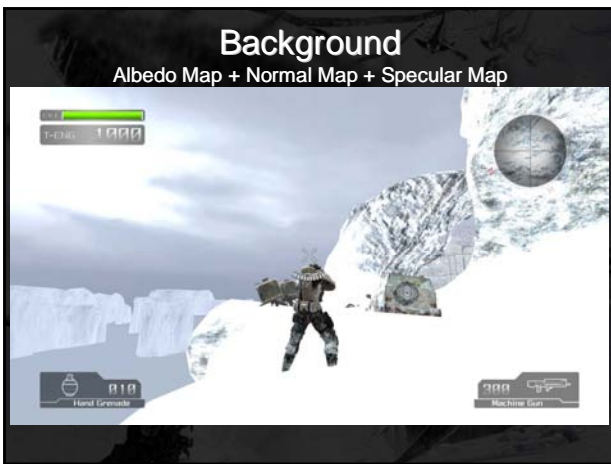 Background
Albedo Map + Normal Map + Specular Map
T-ENG 1000
010
Hand Grenade
300
Machine Gun